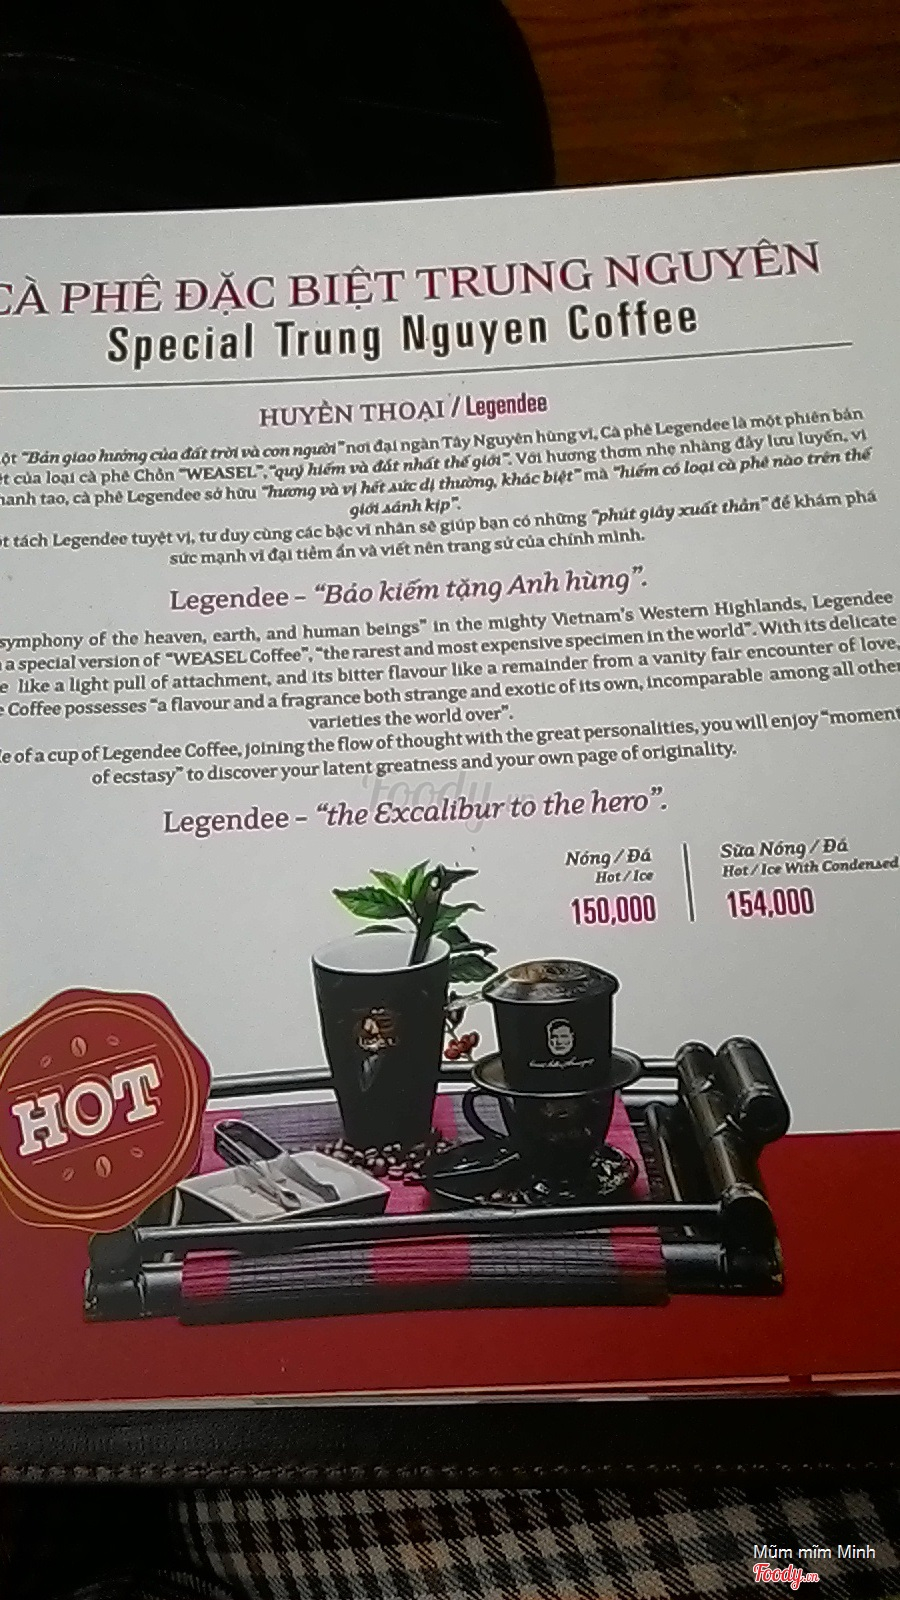 CÀ PHÊ ĐẶC BIỆT TRUNG NGUYÊN
Special Trung Nguyen Coffee
HUYỀN THOẠI / Legendee
ột "Bản giao hưởng của đất trời và con người" nơi đại ngàn Tây Nguyên hùng vĩ, Cà phê Legendee là một phiên bản
t của loại cà phê Chồn "WEASEL", "quý hiếm và đắt nhất thế giới". Với hương thơm nhẹ nhàng đầy lưu luyến, vị
hanh tao, cà phê Legendee sở hữu "hương và vị hết sức dị thường, khác biệt" mà "hiếm có loại cà phê nào trên thế
giới sánh kịp".
t tách Legendee tuyệt vị, tư duy cùng các bậc vĩ nhân sẽ giúp bạn có những "phút giây xuất thần" để khám phá
sức mạnh vĩ đại tiềm ẩn và viết nên trang sử của chính mình.
Legendee – "Báo kiếm tặng Anh hùng".
symphony of the heaven, earth, and human beings" in the mighty Vietnam's Western Highlands, Legendee
a special version of "WEASEL Coffee", "the rarest and most expensive specimen in the world". With its delicate
e like a light pull of attachment, and its bitter flavour like a remainder from a vanity fair encounter of love,
e Coffee possesses "a flavour and a fragrance both strange and exotic of its own, incomparable among all other
varieties the world over".
le of a cup of Legendee Coffee, joining the flow of thought with the great personalities, you will enjoy "moment
of ecstasy" to discover your latent greatness and your own page of originality.
Foody.vn
Legendee – "the Excalibur to the hero".
Nóng / Đá
Hot / Ice
150,000
Sữa Nóng / Đá
Hot / Ice With Condensed
154,000
HOT
Mũm mĩm Minh
Foody.vn